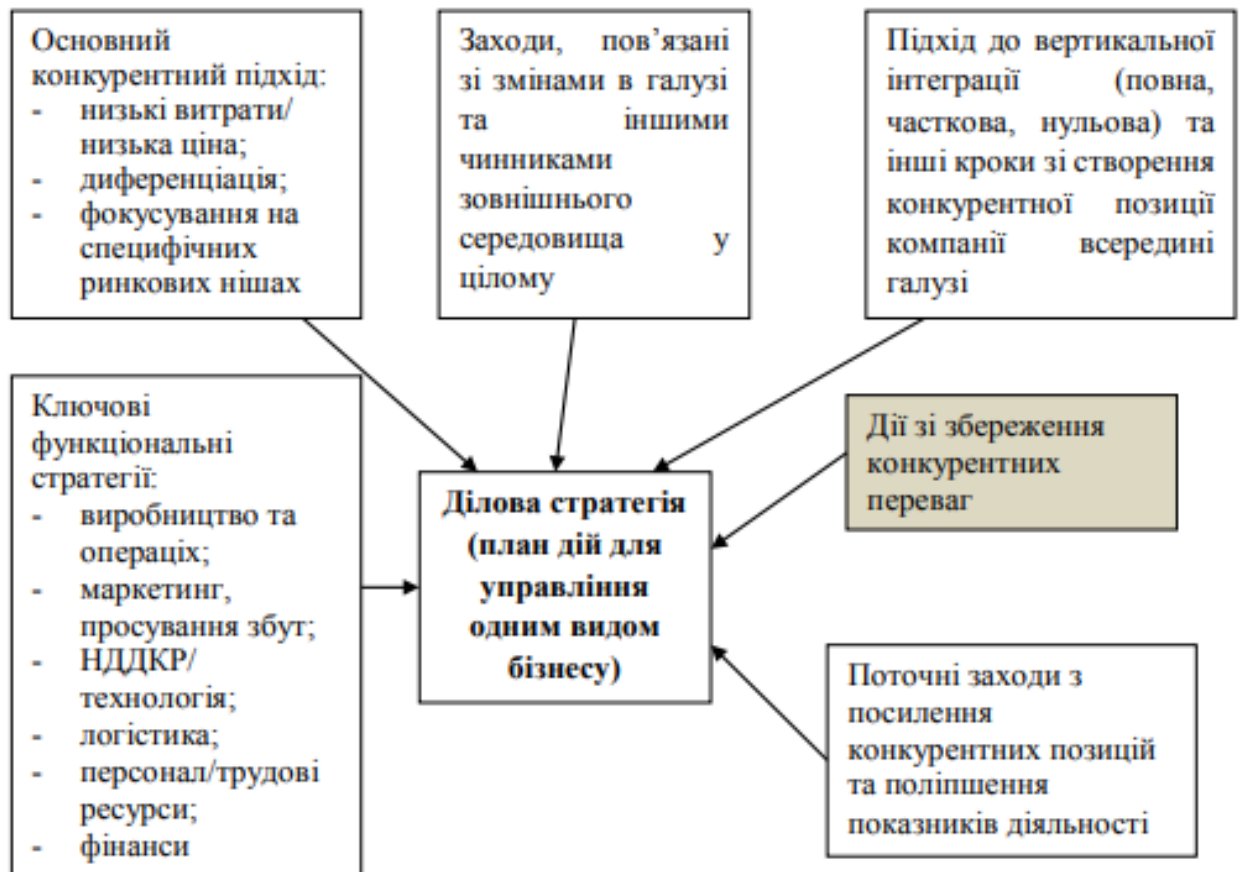 Основний
конкурентний підхід:
- низькі витрати/
низька ціна;
- диференціація;
- фокусування на
специфічних
ринкових нішах
Заходи, пов’язані
зі змінами в галузі
та іншими
чинниками
зовнішнього
середовища у
цілому
Підхід до вертикальної
інтеграції (повна,
часткова, нульова) та
інші кроки зі створення
конкурентної позиції
компанії всередині
галузі
Ключові
функціональні
стратегії:
- виробництво та
операціх;
- маркетинг,
просування збут;
- НДДКР/
технологія;
- логістика;
- персонал/трудові
ресурси;
- фінанси
Ділова стратегія
(план дій для
управління
одним видом
бізнесу)
Дії зі збереження
конкурентних
переваг
Поточні заходи з
посилення
конкурентних позицій
та поліпшення
показників діяльності